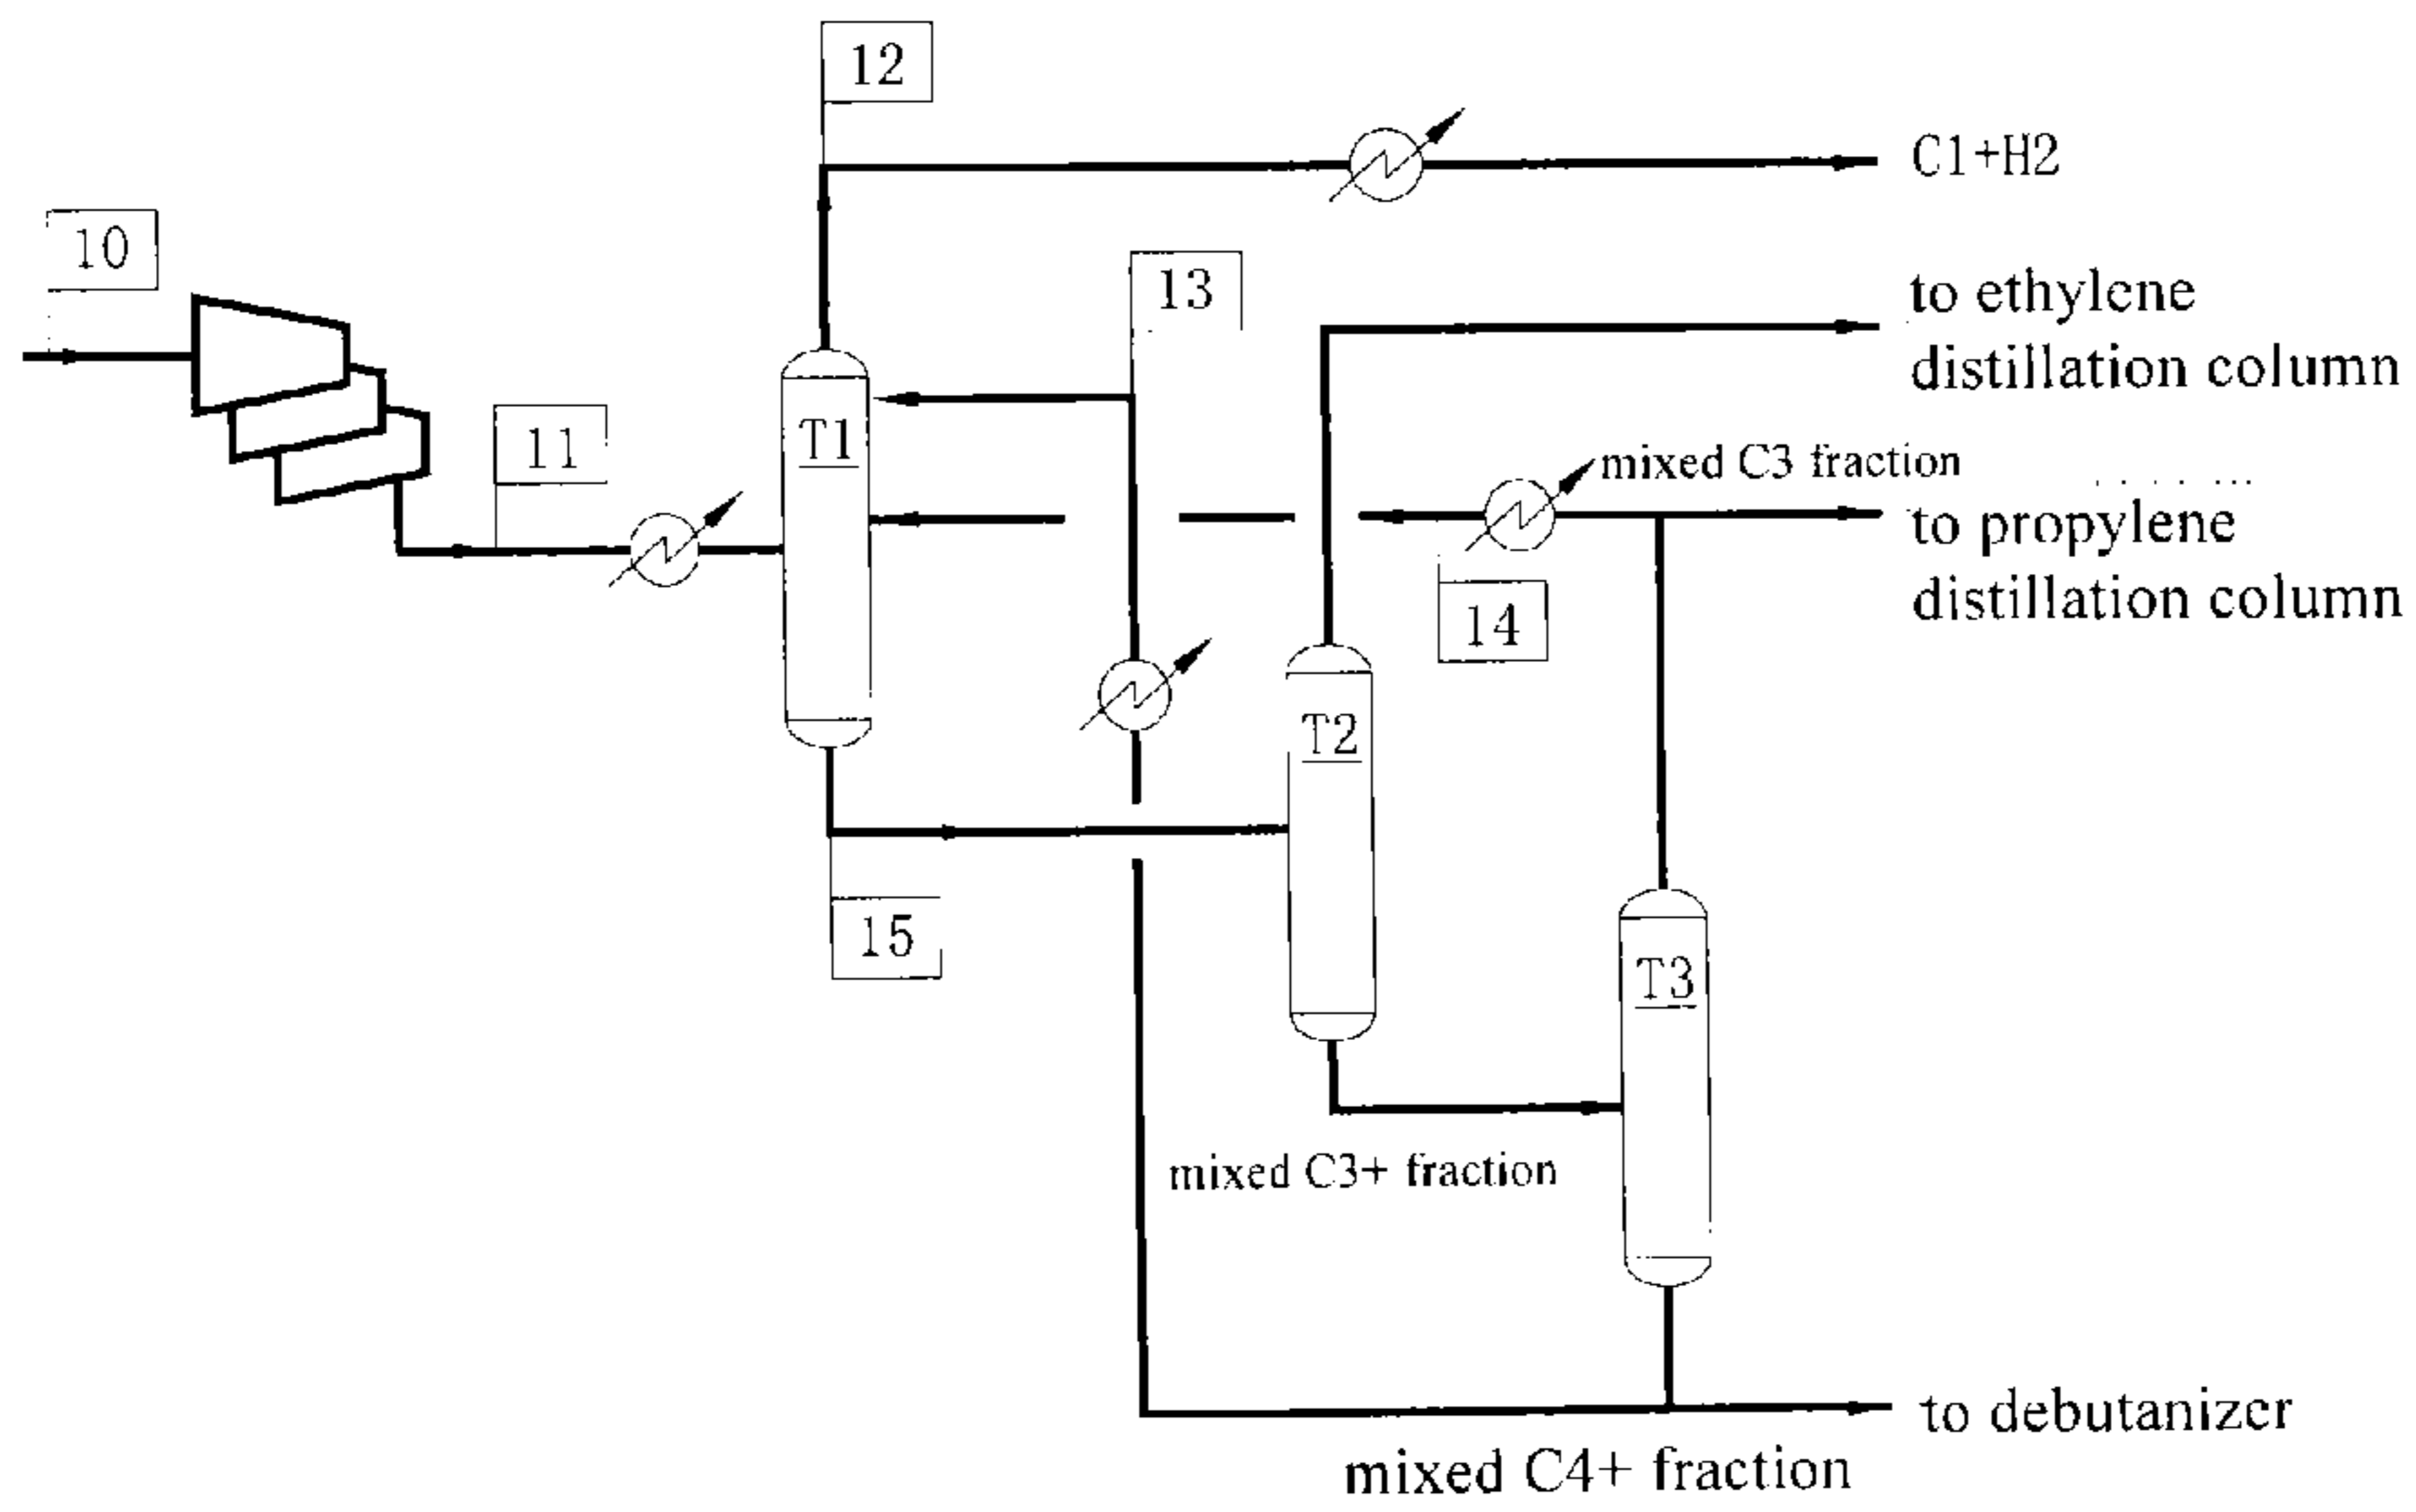 12
C1+H2
10
13
to ethylene
distillation column
11
T1
mixed C3 fraction
to propylene
distillation column
14
T2
15
T3
mixed C3+ fraction
to debutanizer
mixed C4+ fraction